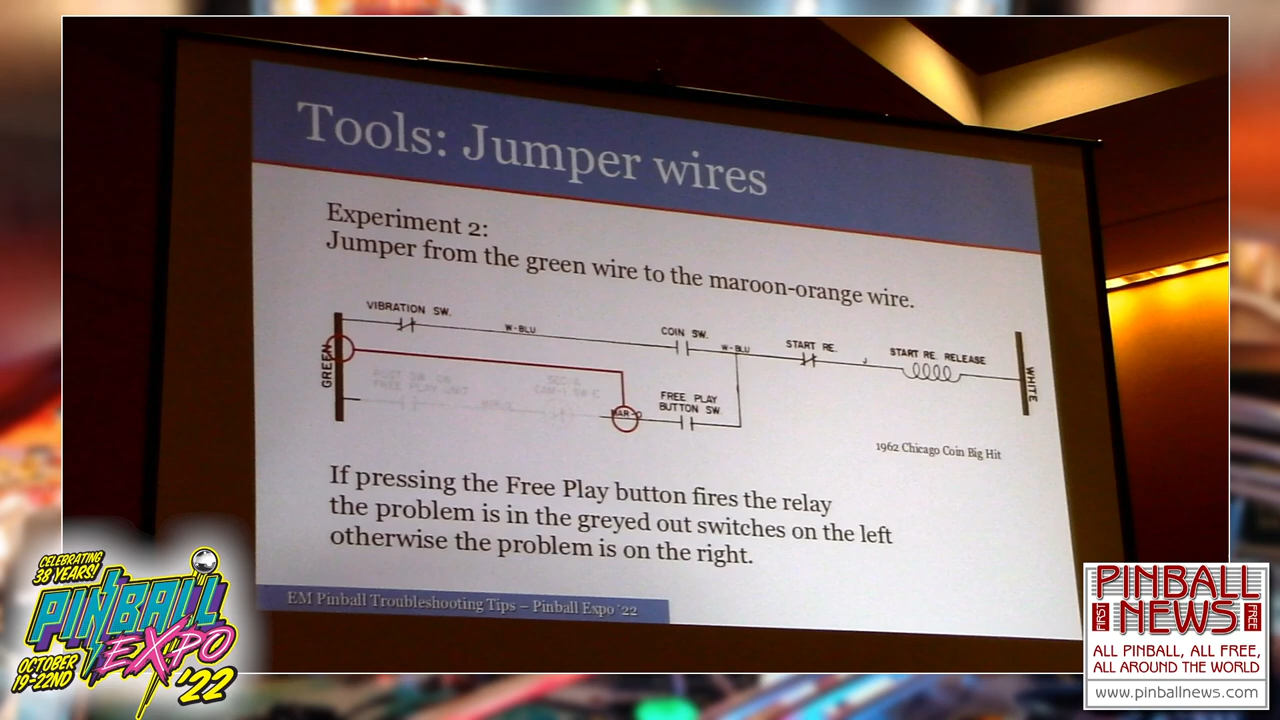 Tools: Jumper wires
Experiment 2:
Jumper from the green wire to the maroon-orange wire.
VIBRATION SW.
W-BLU
COIN SW.
W-BLU
START RE.
START RE. RELEASE
GREEN
WHITE
FREE PLAY
BUTTON SW
1962 Chicago Coin Big Hit
If pressing the Free Play button fires the relay
the problem is in the greyed out switches on the left
otherwise the problem is on the right.
EM Pinball Troubleshooting Tips – Pinball Expo '22
CELEBRATING
38 YEARS!
PINBALL
EXPO
OCTOBER
19-22ND
'22
PINBALL
FIRST NEWS FREE
ALL PINBALL, ALL FREE,
ALL AROUND THE WORLD
www.pinballnews.com